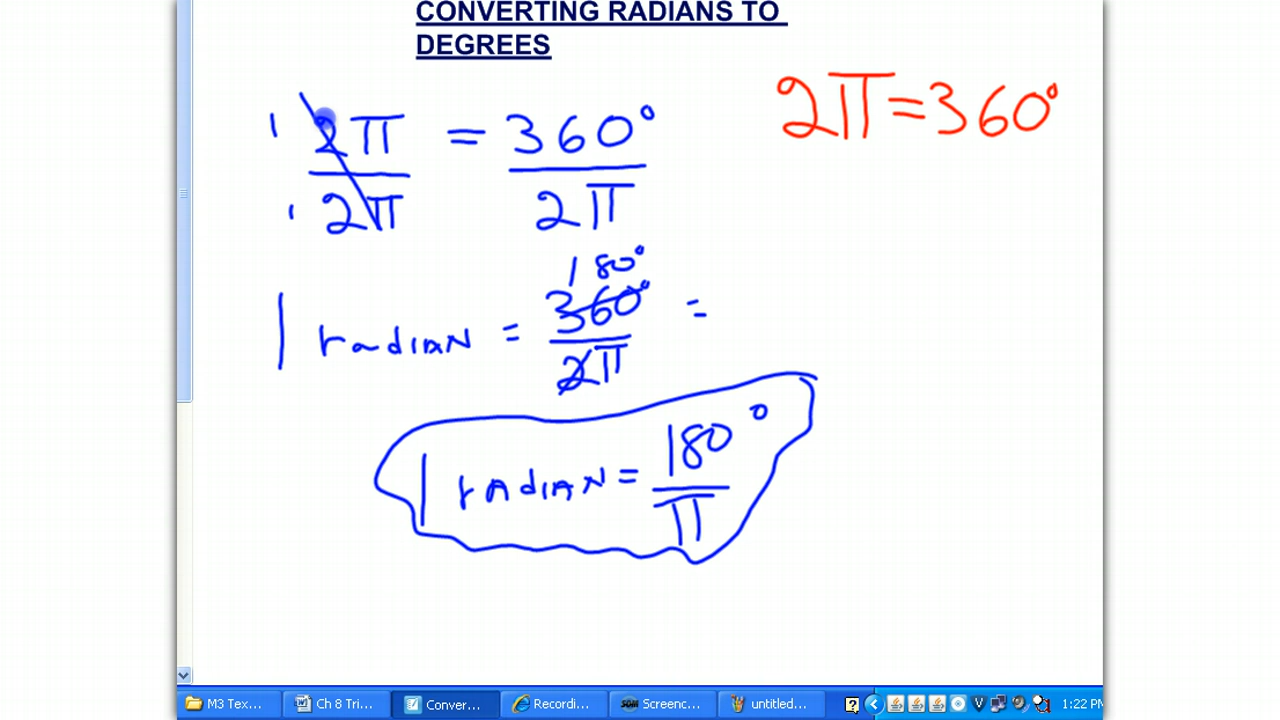 CONVERTING RADIANS TO
DEGREES
2π = 360°
1 2π = 360°
1 2π 2π
180°
1 radiAN = 360° =
2π
1 rAdiAN = 180°
π
M3 Tex... Ch 8 Tri... Conver... Recordi... SOM Screenc... untitled... ? V 1:22 PM